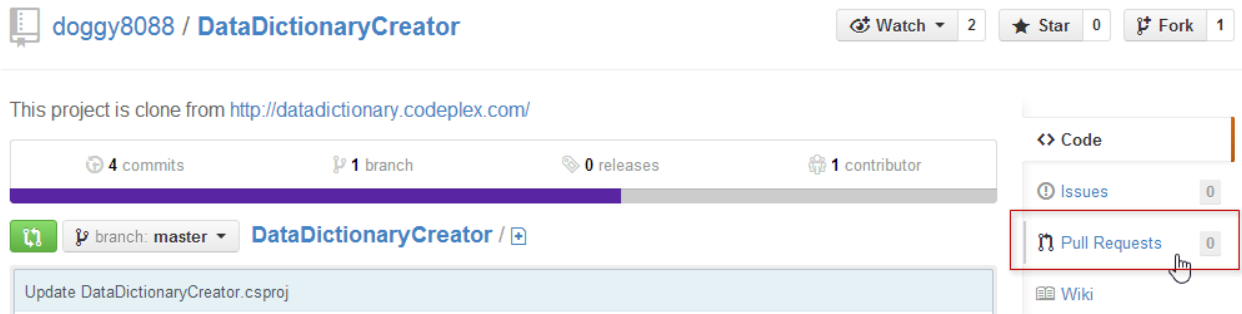 doggy8088 / DataDictionaryCreator
Watch 2 Star 0 Fork 1
This project is clone from http://datadictionary.codeplex.com/
<> Code
4 commits 1 branch 0 releases 1 contributor
Issues 0
branch: master DataDictionaryCreator /
Pull Requests 0
Update DataDictionaryCreator.csproj
Wiki